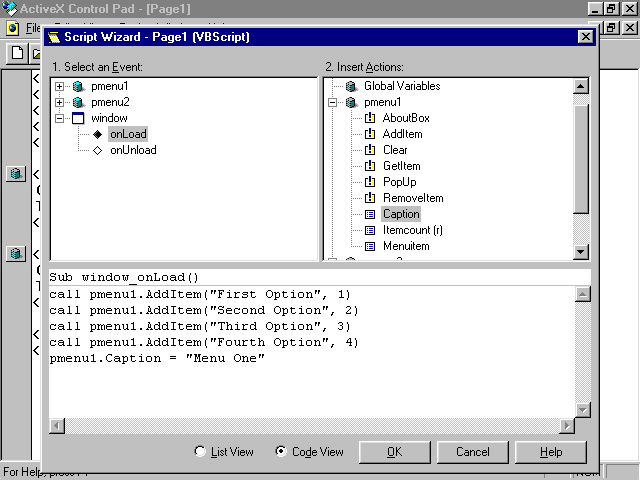 ActiveX Control Pad - [Page1]
Script Wizard - Page1 (VBScript)
1. Select an Event:
pmenu1
pmenu2
window
onLoad
onUnload
2. Insert Actions:
Global Variables
pmenu1
AboutBox
AddItem
Clear
GetItem
PopUp
RemoveItem
Caption
Itemcount (r)
Menuitem
Sub window_onLoad()
call pmenu1.AddItem("First Option", 1)
call pmenu1.AddItem("Second Option", 2)
call pmenu1.AddItem("Third Option", 3)
call pmenu1.AddItem("Fourth Option", 4)
pmenu1.Caption = "Menu One"
List View
Code View
OK
Cancel
Help
For Help,